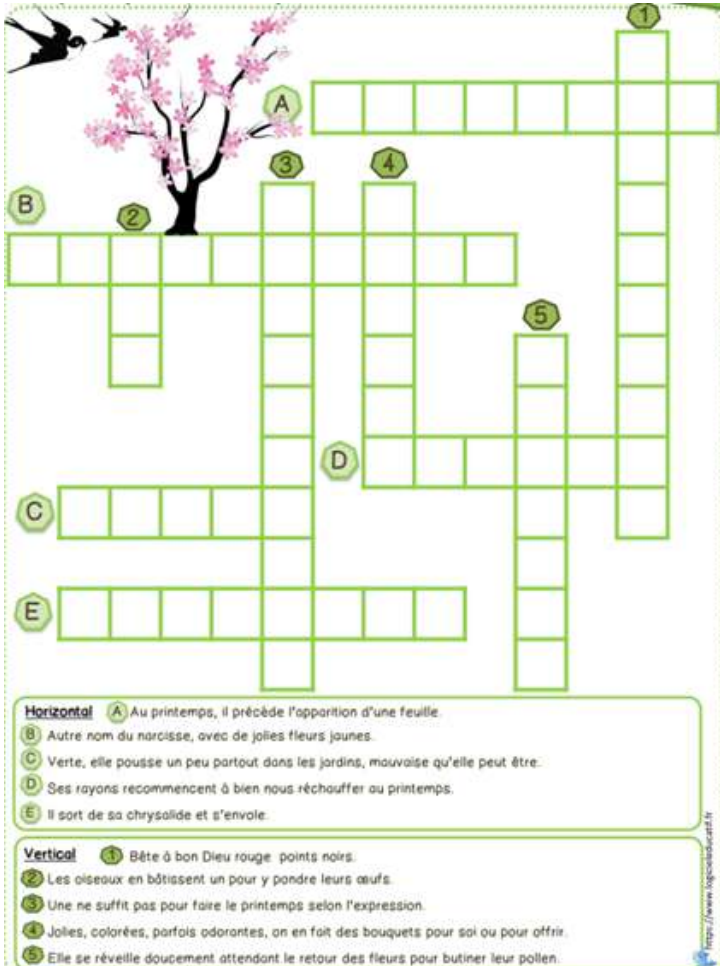 1
A
3
4
B
2
5
D
C
E
Horizontal A Au printemps, il précède l'apparition d'une feuille.
B Autre nom du narcisse, avec de jolies fleurs jaunes.
C Verte, elle pousse un peu partout dans les jardins, mauvaise qu'elle peut être.
D Ses rayons recommencent à bien nous réchauffer au printemps.
E Il sort de sa chrysalide et s'envole.
Vertical 1 Bête à bon Dieu rouge points noirs.
2 Les oiseaux en bâtissent un pour y pondre leurs œufs.
3 Une ne suffit pas pour faire le printemps selon l'expression.
4 Jolies, colorées, parfois odorantes, on en fait des bouquets pour soi ou pour offrir.
5 Elle se réveille doucement attendant le retour des fleurs pour butiner leur pollen.
https://www.logicieleducatif.fr